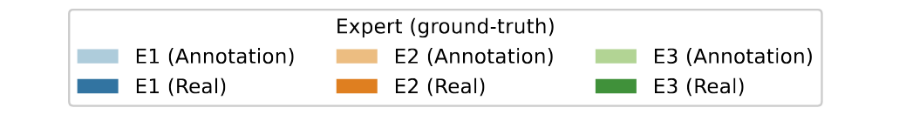 Expert (ground-truth)
E1 (Annotation) E2 (Annotation) E3 (Annotation)
E1 (Real) E2 (Real) E3 (Real)